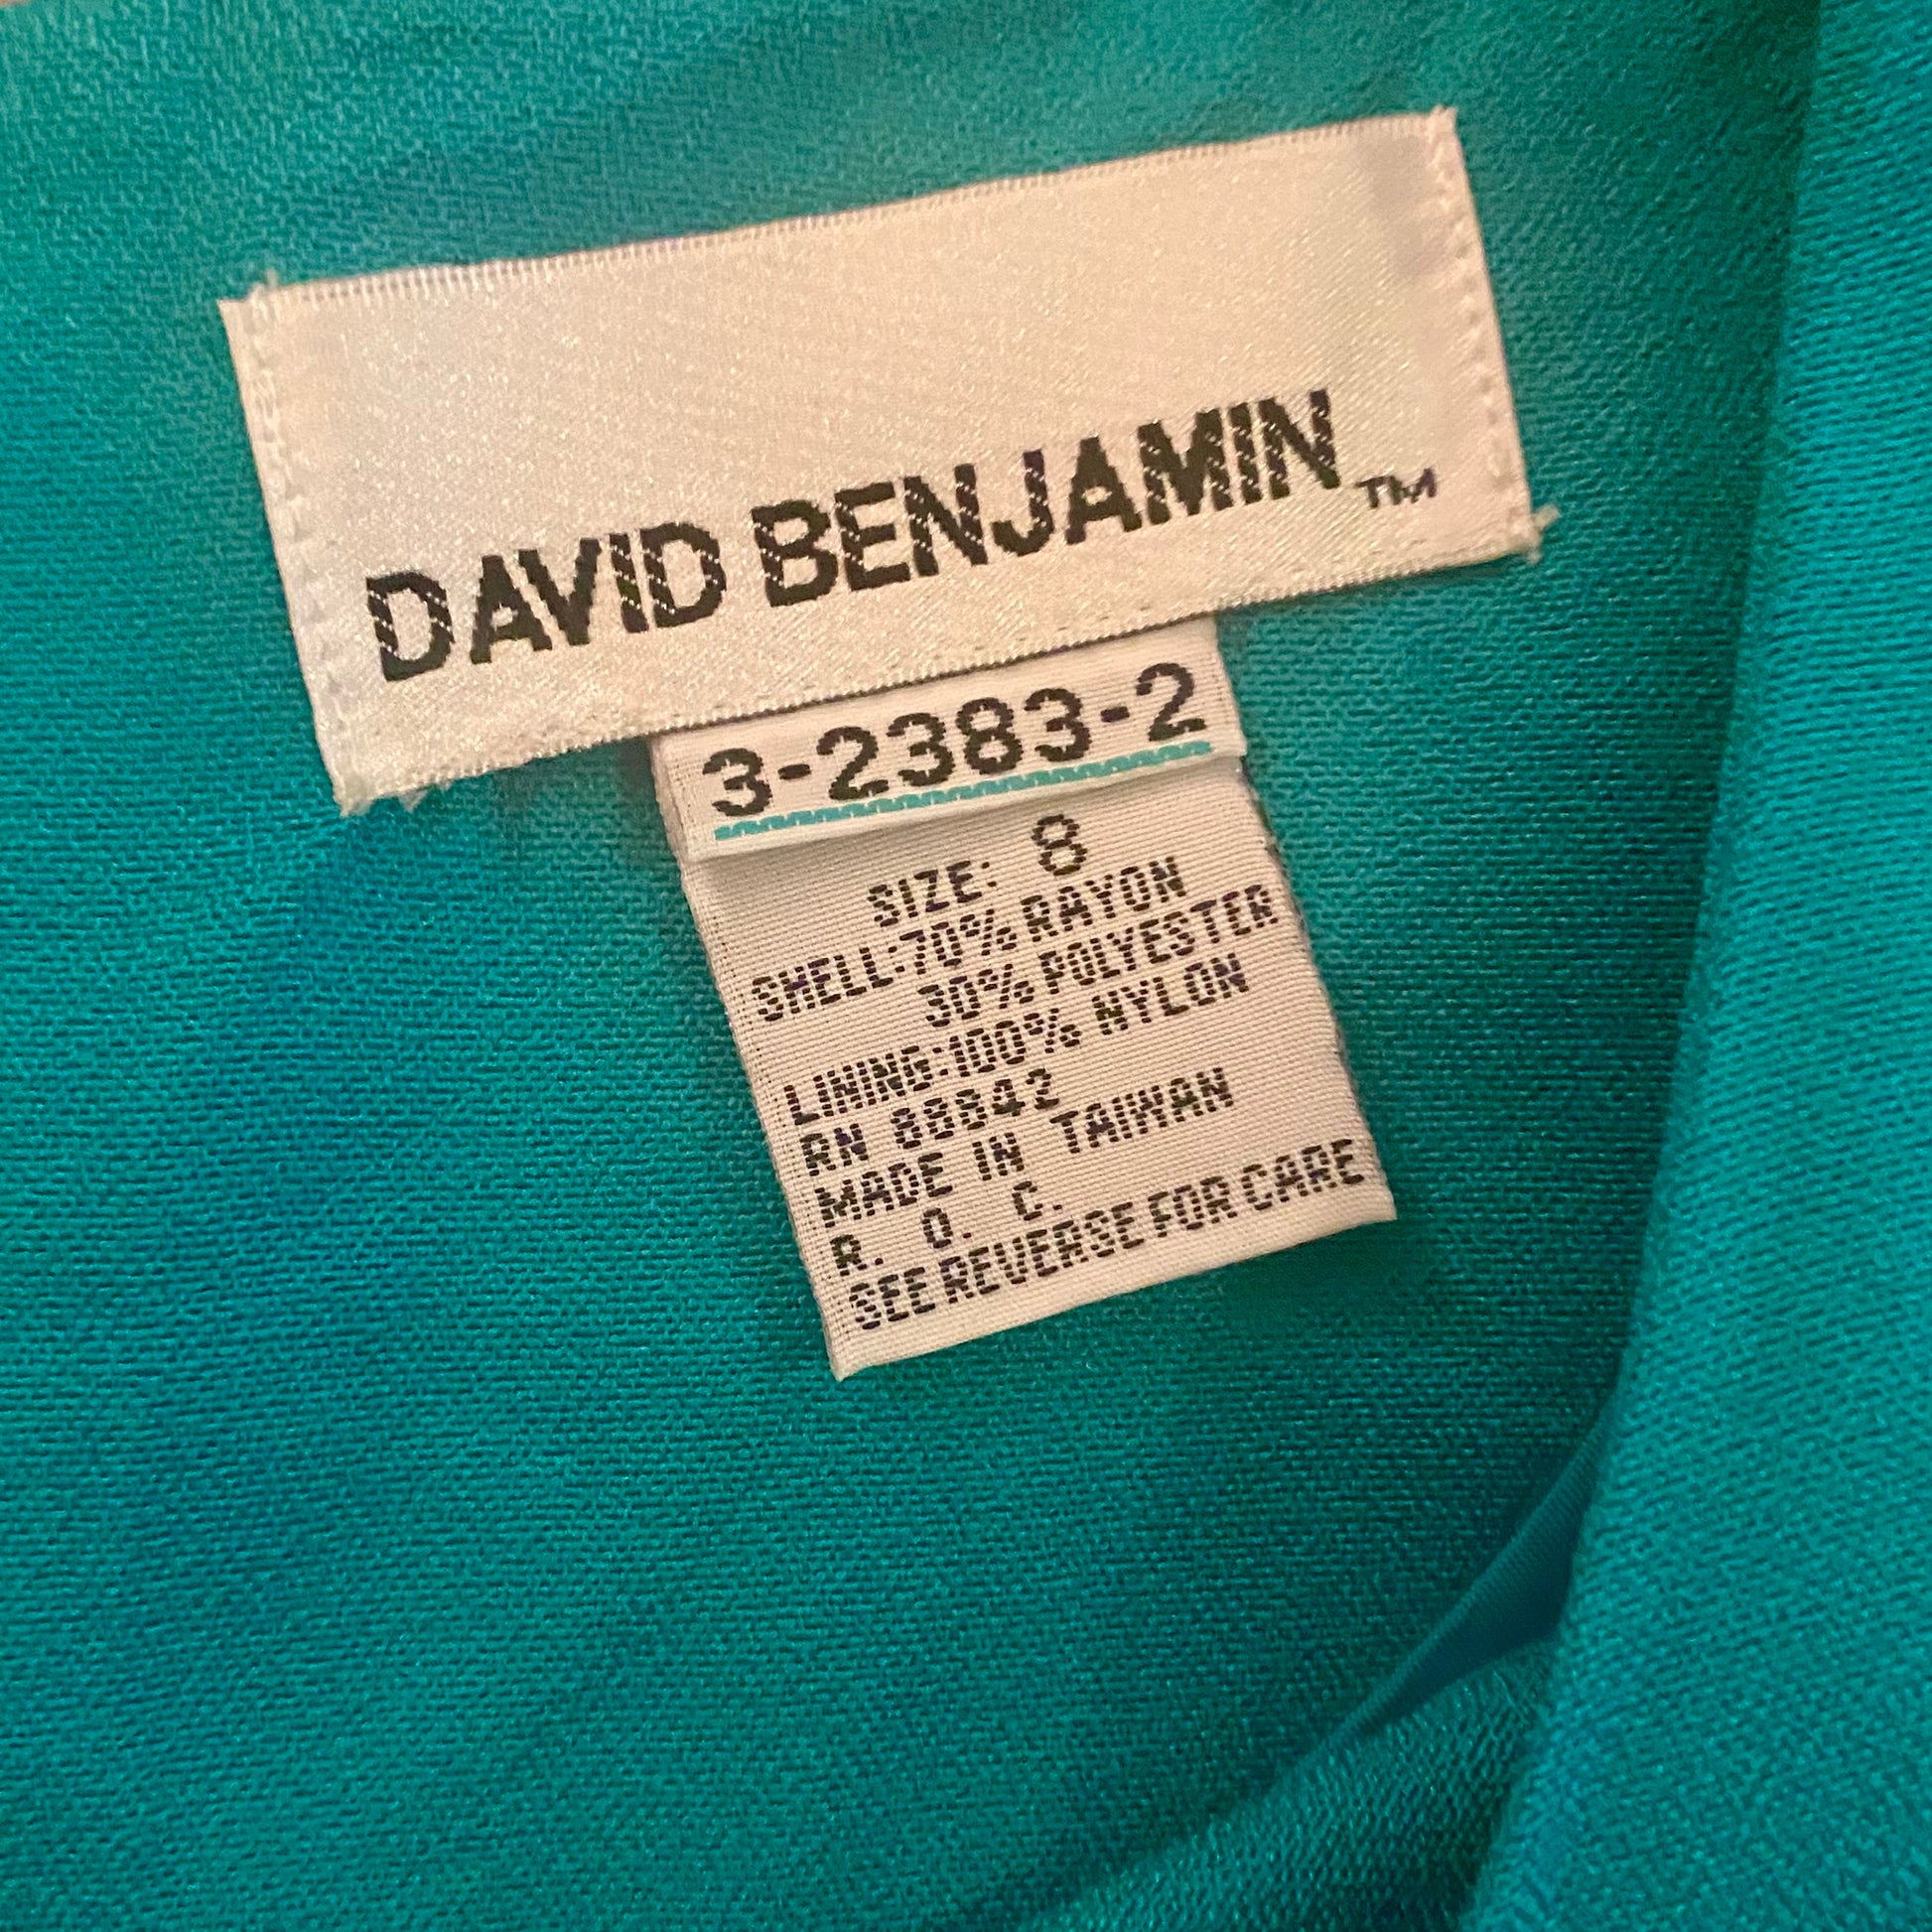 DAVID BENJAMIN™
3-2383-2
SIZE: 8
SHELL:70% RAYON
30% POLYESTER
LINING:100% NYLON
RN 88842
MADE IN TAIWAN
R. O. C.
SEE REVERSE FOR CARE